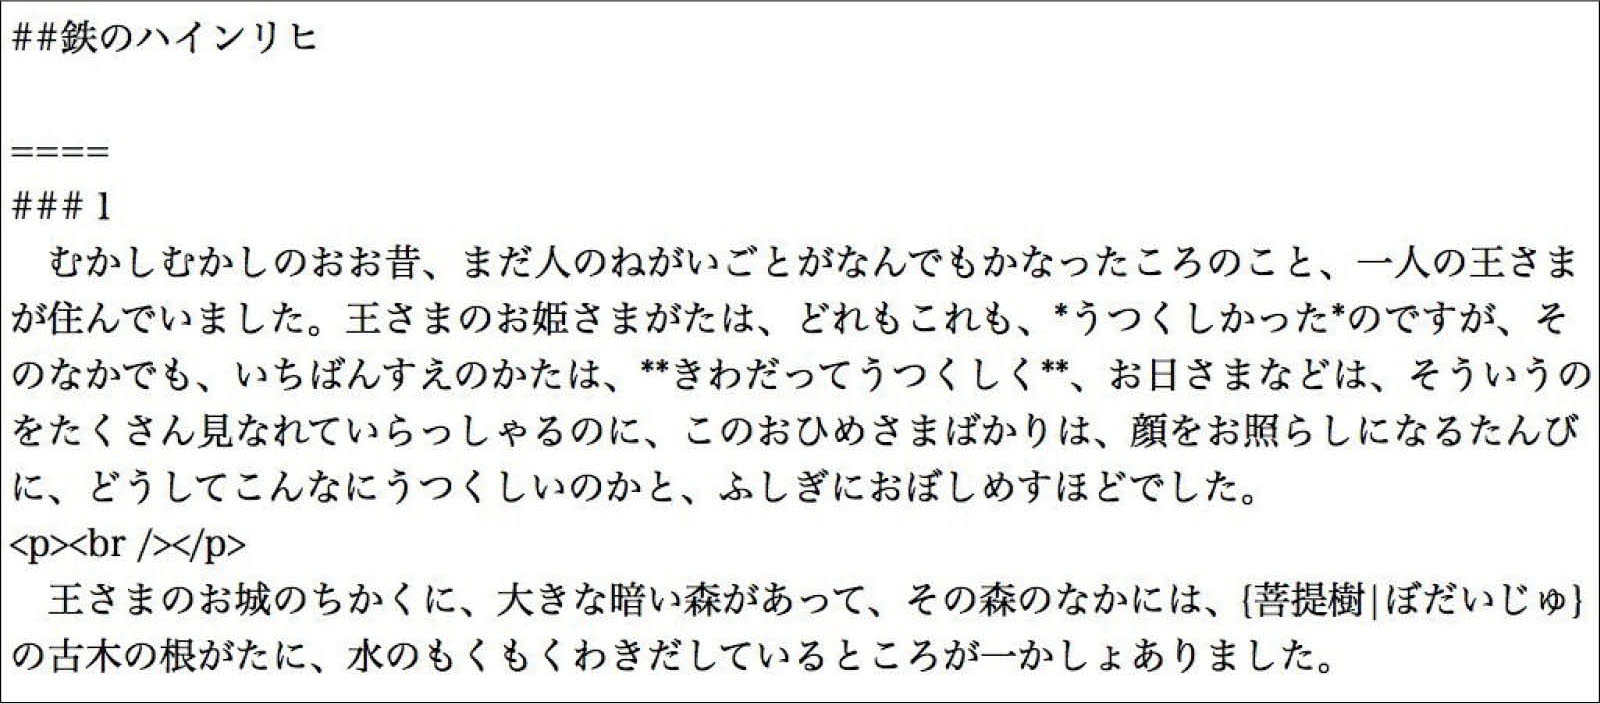 ##鉄のハインリヒ
====
### 1
　むかしむかしのおお昔、まだ人のねがいごとがなんでもかなったころのこと、一人の王さま
が住んでいました。王さまのお姫さまがたは、どれもこれも、*うつくしかった*のですが、そ
のなかでも、いちばんすえのかたは、**きわだってうつくしく**、お日さまなどは、そういうの
をたくさん見なれていらっしゃるのに、このおひめさまばかりは、顔をお照らしになるたんび
に、どうしてこんなにうつくしいのかと、ふしぎにおぼしめすほどでした。
<p><br /></p>
　王さまのお城のちかくに、大きな暗い森があって、その森のなかには、{菩提樹|ぼだいじゅ}
の古木の根がたに、水のもくもくわきだしているところが一かしょありました。